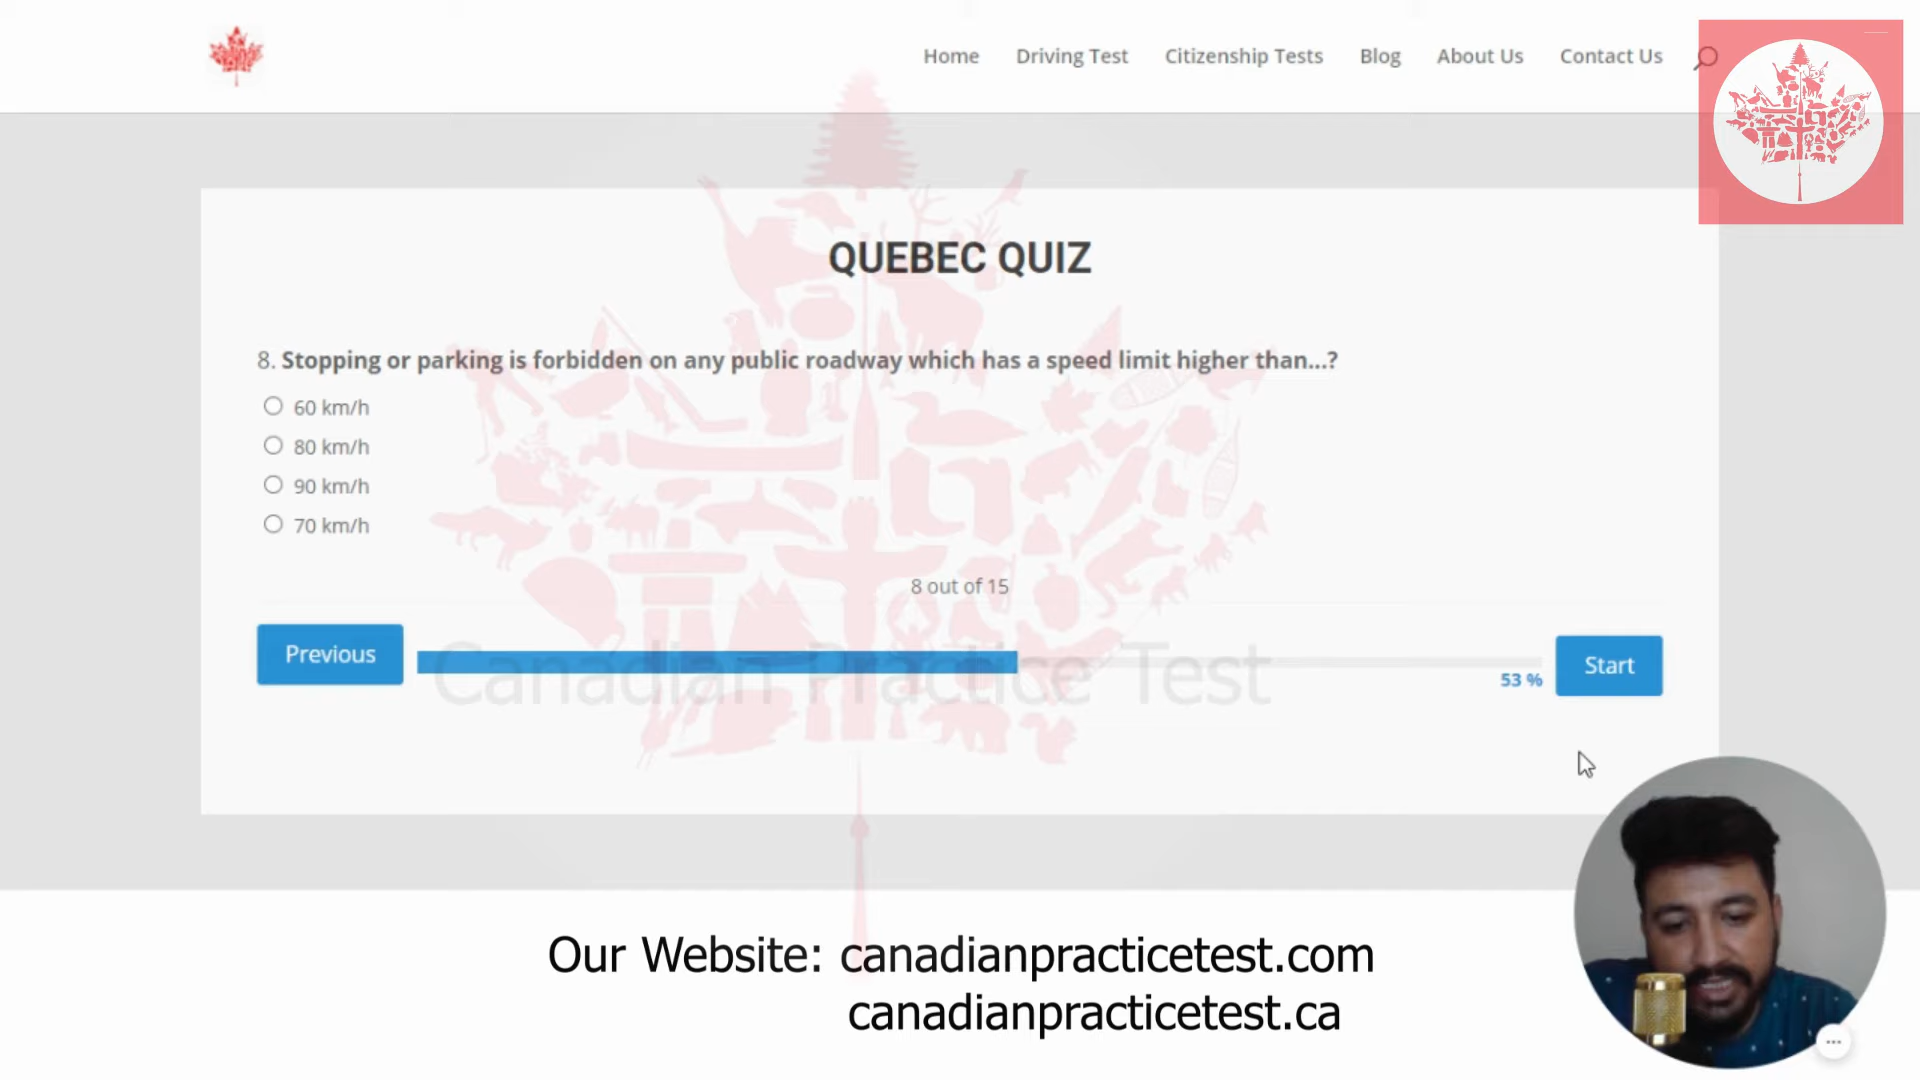 Home Driving Test Citizenship Tests Blog About Us Contact Us
QUEBEC QUIZ
8. Stopping or parking is forbidden on any public roadway which has a speed limit higher than...?
60 km/h
80 km/h
90 km/h
70 km/h
8 out of 15
Previous
53 %
Start
Canadian Practice Test
Our Website: canadianpracticetest.com
canadianpracticetest.ca